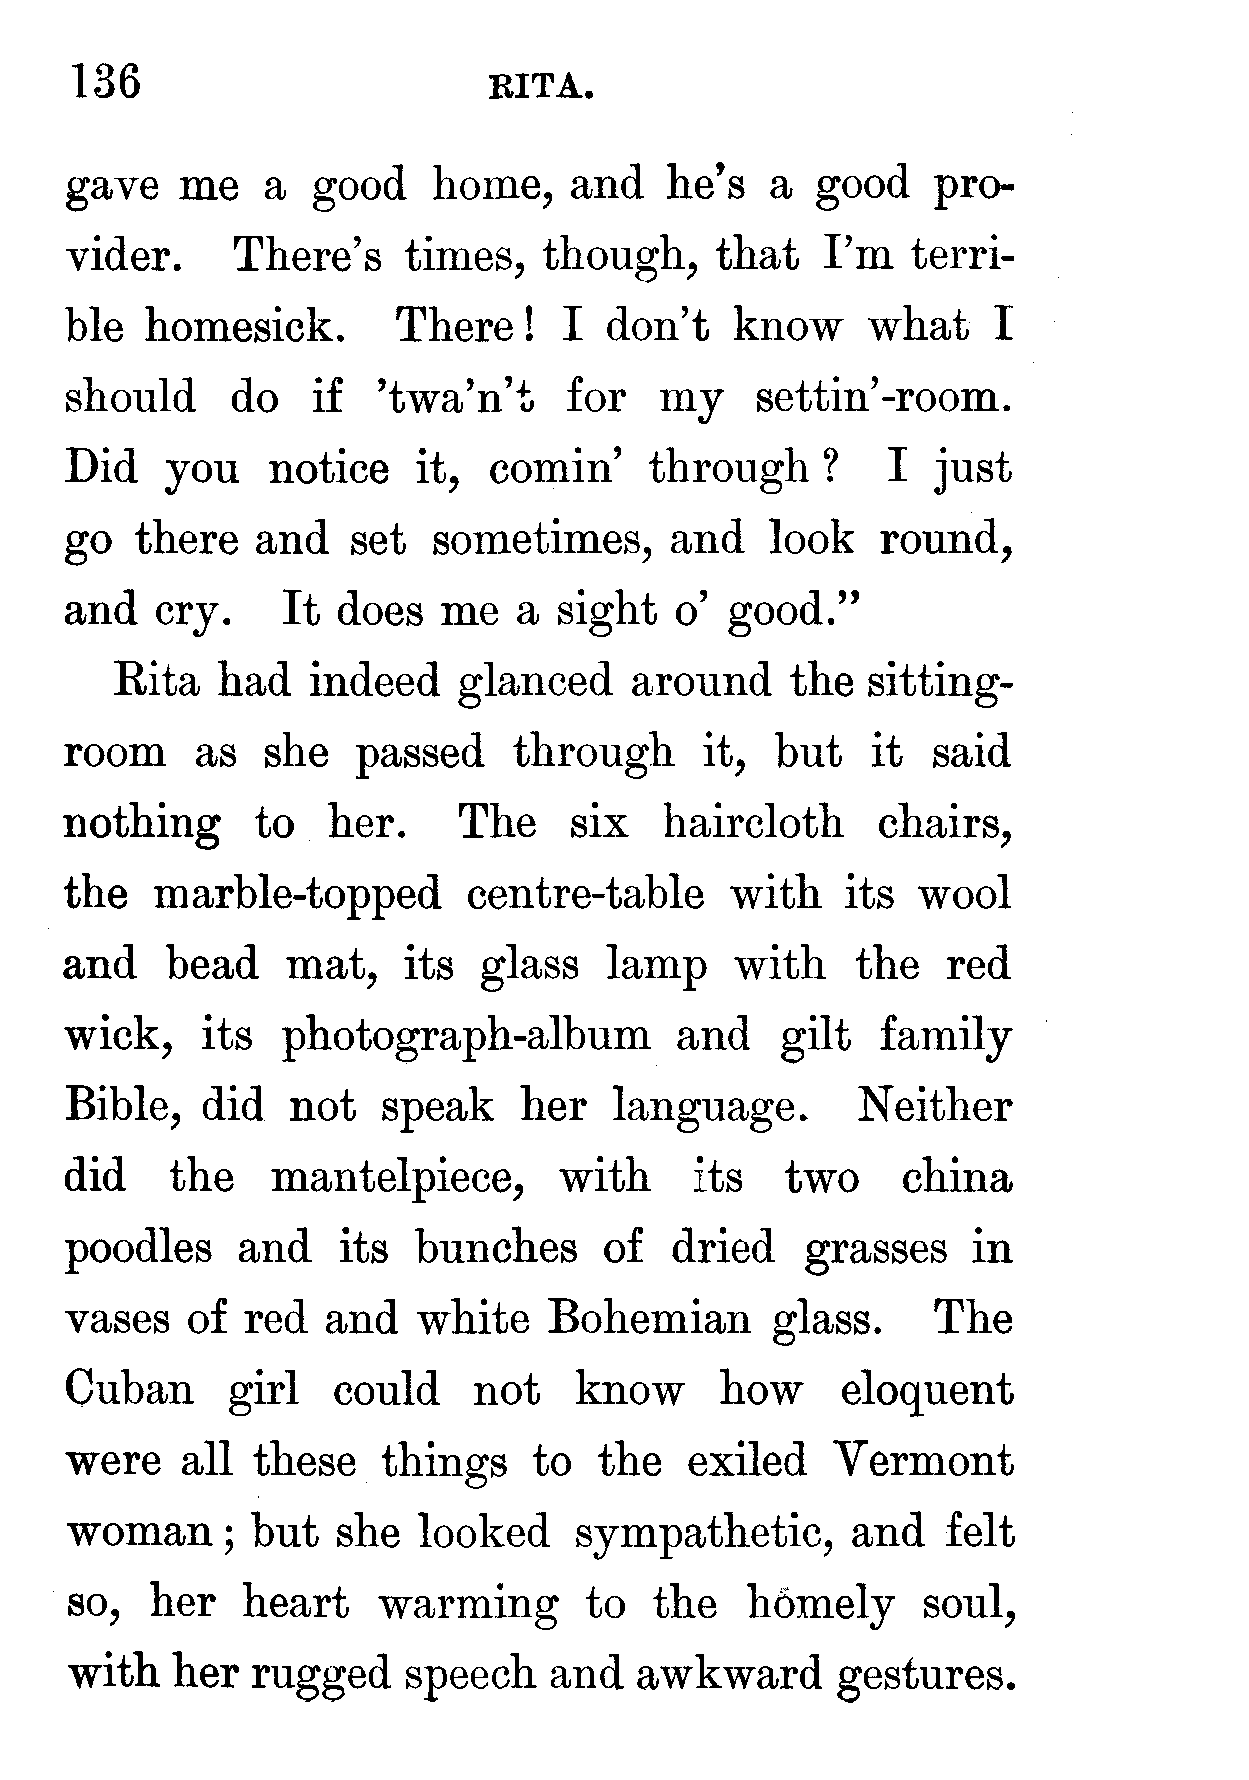 136 RITA.
gave me a good home, and he's a good pro-
vider. There's times, though, that I'm terri-
ble homesick. There! I don't know what I
should do if 'twa'n't for my settin'-room.
Did you notice it, comin' through? I just
go there and set sometimes, and look round,
and cry. It does me a sight o' good."
Rita had indeed glanced around the sitting-
room as she passed through it, but it said
nothing to her. The six haircloth chairs,
the marble-topped centre-table with its wool
and bead mat, its glass lamp with the red
wick, its photograph-album and gilt family
Bible, did not speak her language. Neither
did the mantelpiece, with its two china
poodles and its bunches of dried grasses in
vases of red and white Bohemian glass. The
Cuban girl could not know how eloquent
were all these things to the exiled Vermont
woman; but she looked sympathetic, and felt
so, her heart warming to the homely soul,
with her rugged speech and awkward gestures.